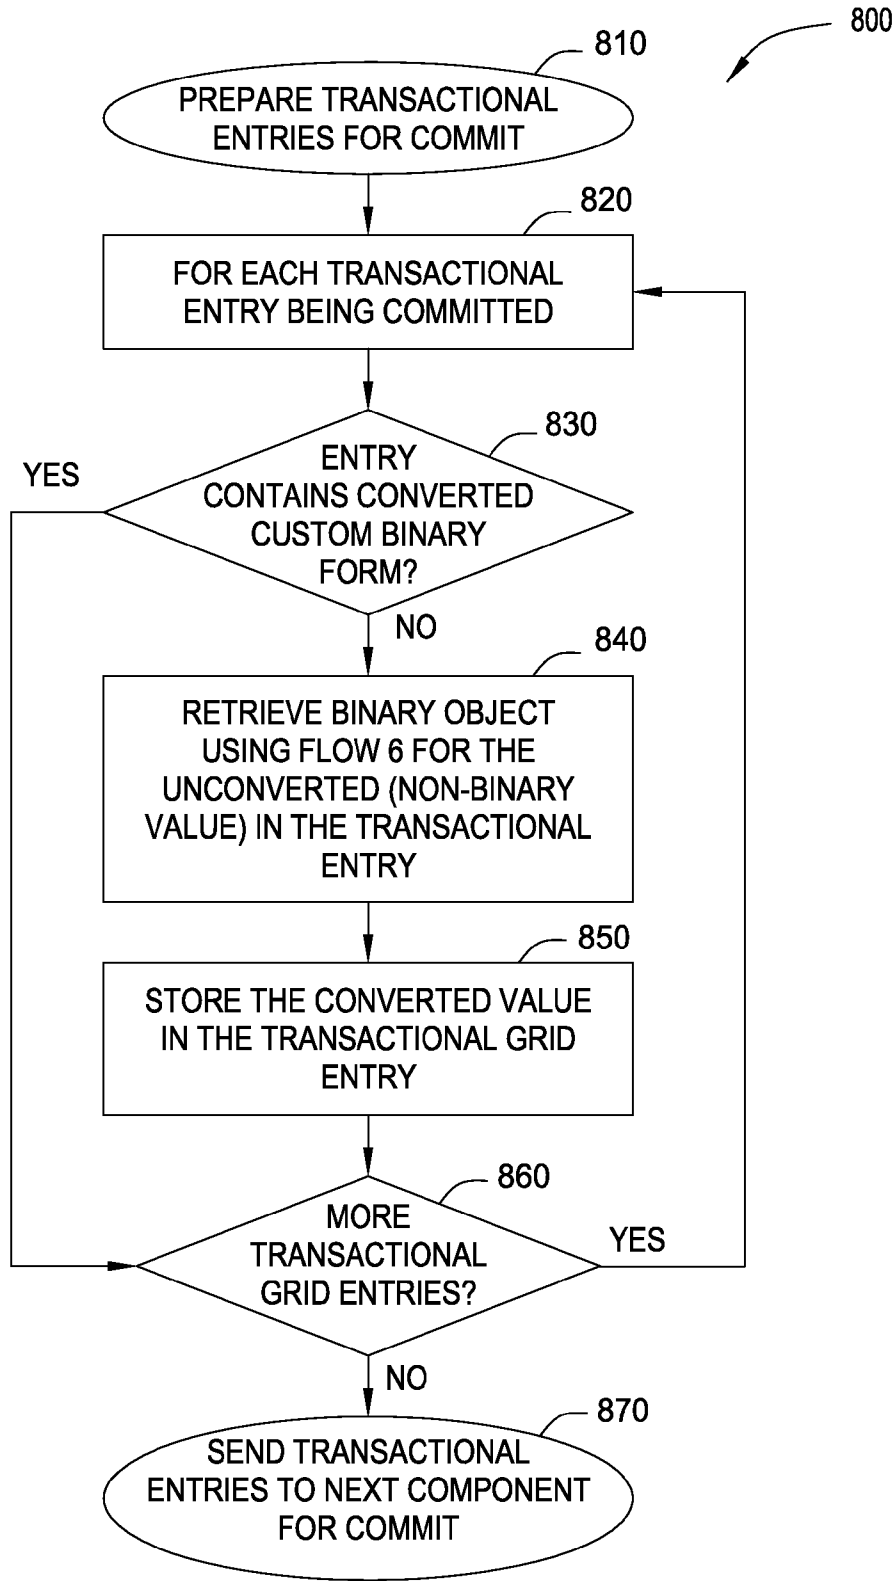 800
810
PREPARE TRANSACTIONAL
ENTRIES FOR COMMIT
820
FOR EACH TRANSACTIONAL
ENTRY BEING COMMITTED
830
YES
ENTRY
CONTAINS CONVERTED
CUSTOM BINARY
FORM?
NO
840
RETRIEVE BINARY OBJECT
USING FLOW 6 FOR THE
UNCONVERTED (NON-BINARY
VALUE) IN THE TRANSACTIONAL
ENTRY
850
STORE THE CONVERTED VALUE
IN THE TRANSACTIONAL GRID
ENTRY
860
MORE
TRANSACTIONAL
GRID ENTRIES?
YES
NO
870
SEND TRANSACTIONAL
ENTRIES TO NEXT COMPONENT
FOR COMMIT